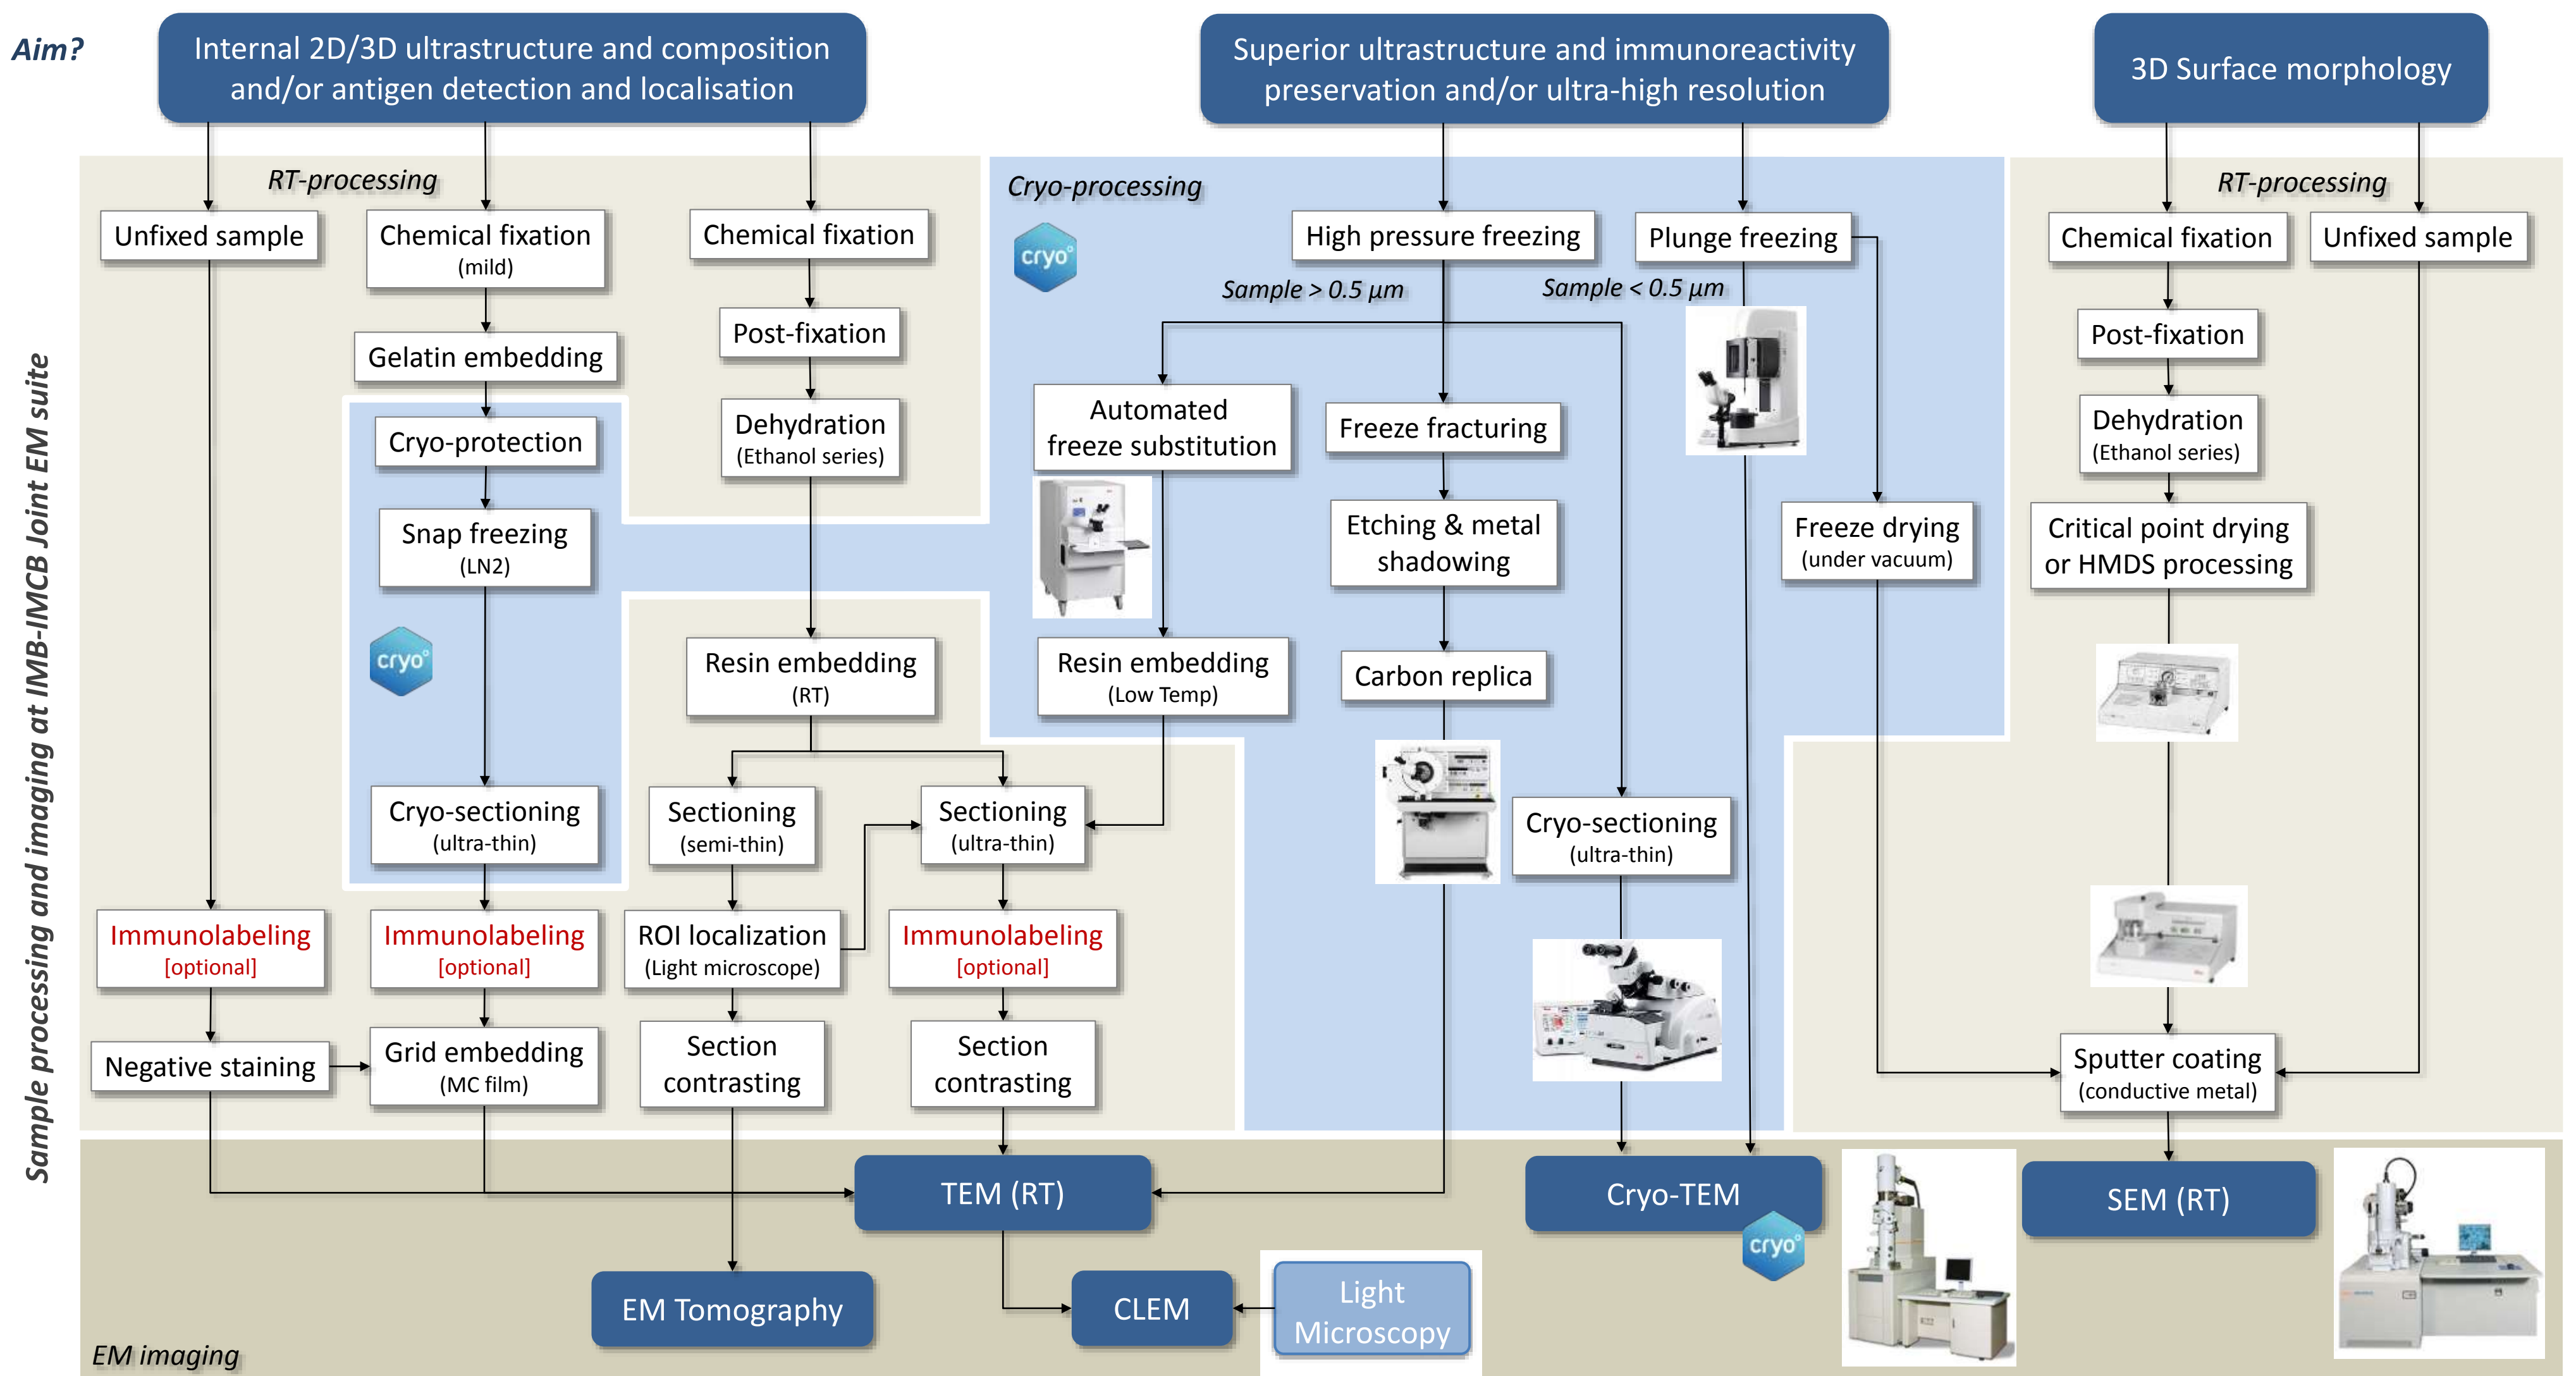 Aim?
Internal 2D/3D ultrastructure and composition
and/or antigen detection and localisation
Superior ultrastructure and immunoreactivity
preservation and/or ultra-high resolution
3D Surface morphology
Sample processing and imaging at IMB-IMCB Joint EM suite
RT-processing
Unfixed sample
Chemical fixation
(mild)
Chemical fixation
Gelatin embedding
Post-fixation
Cryo-protection
Dehydration
(Ethanol series)
Snap freezing
(LN2)
cryo°
Resin embedding
(RT)
Cryo-sectioning
(ultra-thin)
Sectioning
(semi-thin)
Sectioning
(ultra-thin)
Immunolabeling
[optional]
Immunolabeling
[optional]
ROI localization
(Light microscope)
Immunolabeling
[optional]
Negative staining
Grid embedding
(MC film)
Section
contrasting
Section
contrasting
Cryo-processing
cryo°
High pressure freezing
Plunge freezing
Sample > 0.5 µm
Sample < 0.5 µm
Automated
freeze substitution
Freeze fracturing
Etching & metal
shadowing
Freeze drying
(under vacuum)
Resin embedding
(Low Temp)
Carbon replica
Cryo-sectioning
(ultra-thin)
RT-processing
Chemical fixation
Unfixed sample
Post-fixation
Dehydration
(Ethanol series)
Critical point drying
or HMDS processing
Sputter coating
(conductive metal)
TEM (RT)
Cryo-TEM
cryo°
SEM (RT)
EM Tomography
CLEM
Light
Microscopy
EM imaging